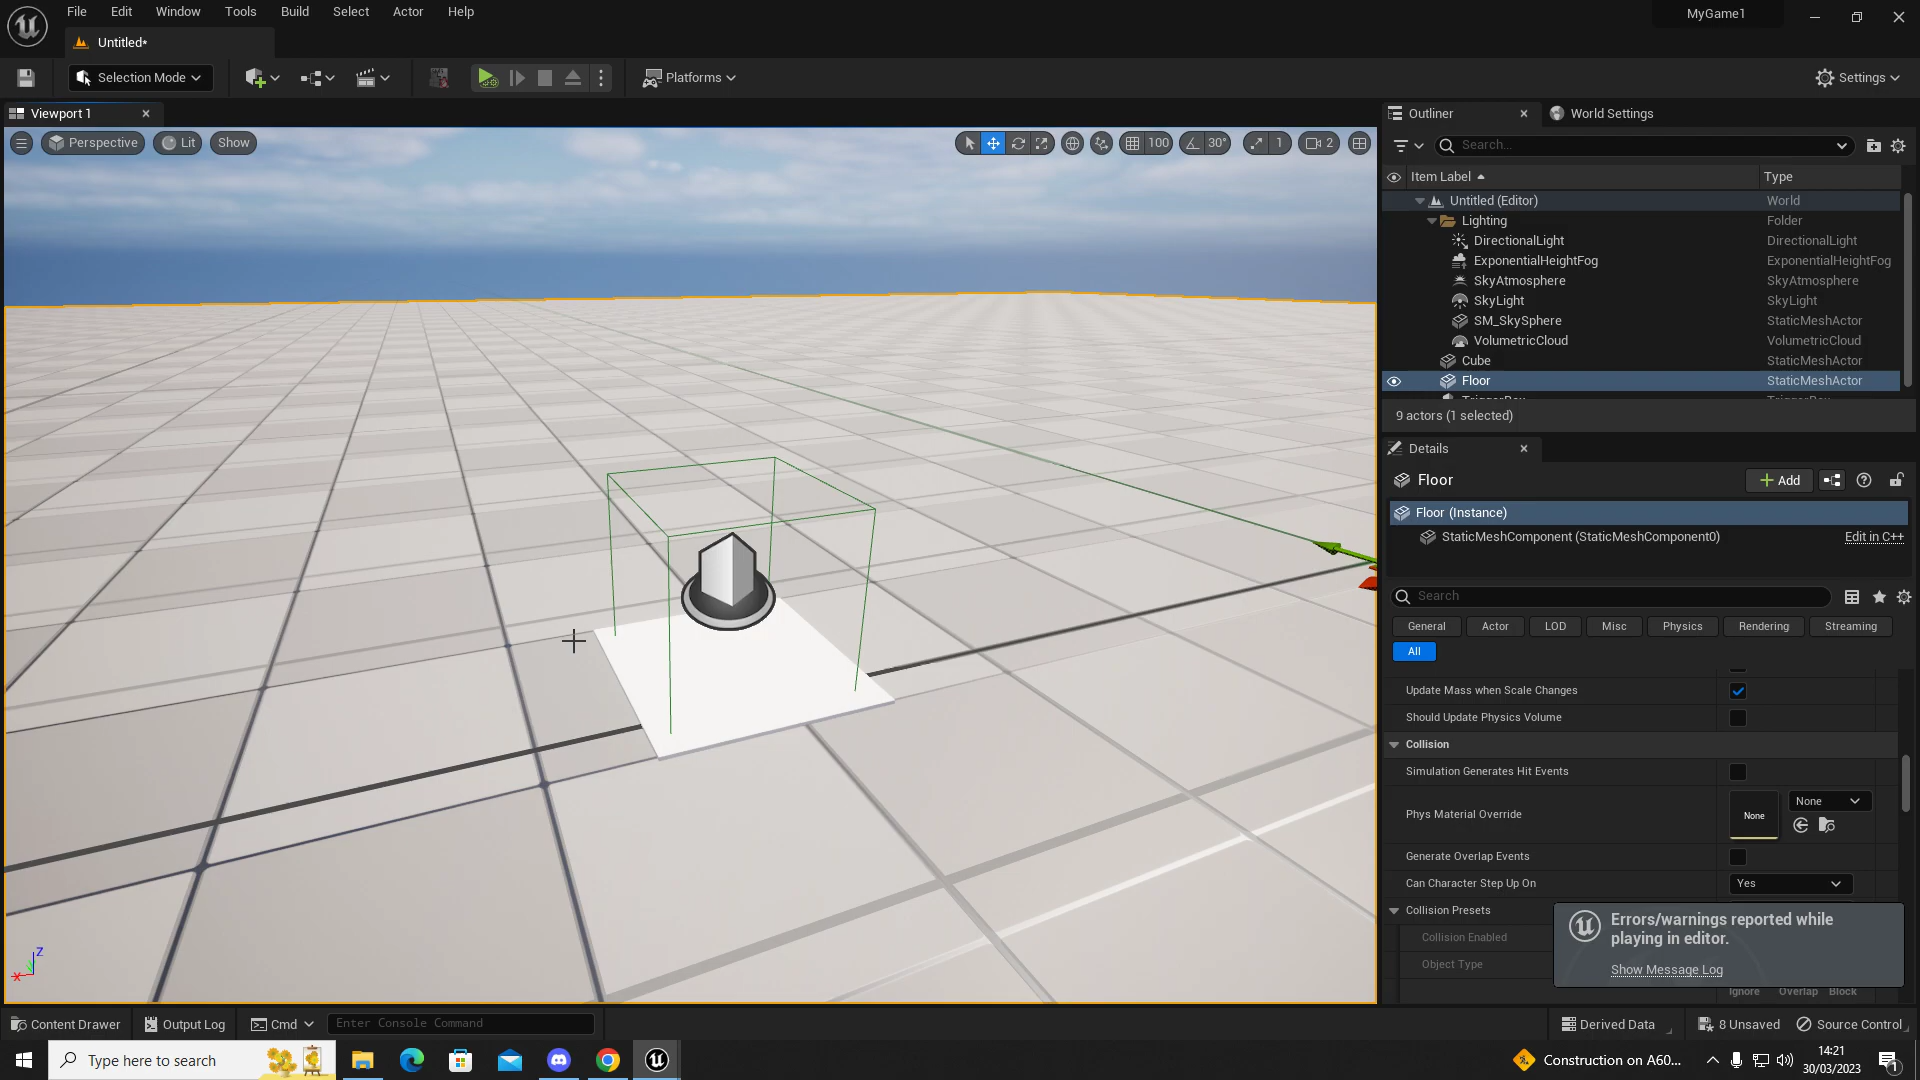 File Edit Window Tools Build Select Actor Help MyGame1
Untitled*
Selection Mode Platforms Settings
Viewport 1
Perspective Lit Show 100 30° 1 2
Outliner World Settings
Search...
Item Label Type
Untitled (Editor) World
Lighting Folder
DirectionalLight DirectionalLight
ExponentialHeightFog ExponentialHeightFog
SkyAtmosphere SkyAtmosphere
SkyLight SkyLight
SM_SkySphere StaticMeshActor
VolumetricCloud VolumetricCloud
Cube StaticMeshActor
Floor StaticMeshActor
TriggerBox TriggerBox
9 actors (1 selected)
Details
Floor Add
Floor (Instance)
StaticMeshComponent (StaticMeshComponent0) Edit in C++
Search
General Actor LOD Misc Physics Rendering Streaming
All
Update Mass when Scale Changes
Should Update Physics Volume
Collision
Simulation Generates Hit Events
Phys Material Override None None
Generate Overlap Events
Can Character Step Up On Yes
Collision Presets
Collision Enabled
Object Type
Errors/warnings reported while
playing in editor.
Show Message Log
Ignore Overlap Block
Z
X
Content Drawer Output Log Cmd Enter Console Command Derived Data 8 Unsaved Source Control
Type here to search Construction on A60... 14:21
30/03/2023
1